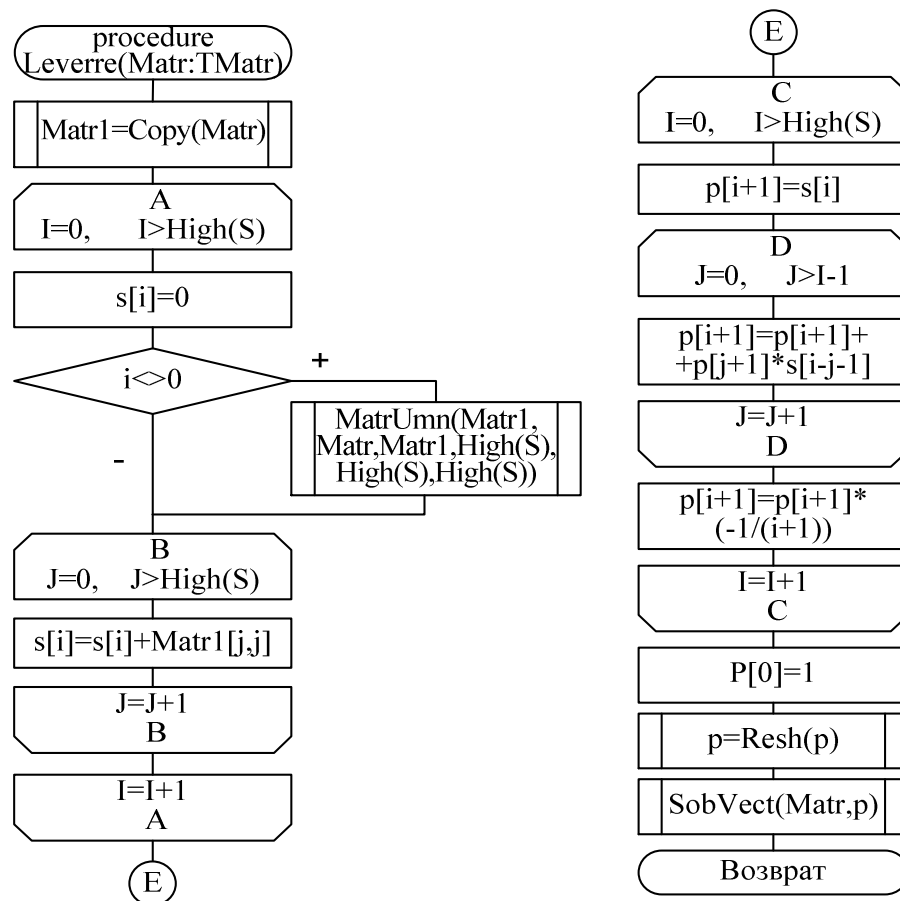 procedure
Leverre(Matr:TMatr)
Matr1=Copy(Matr)
A
I=0, I>High(S)
s[i]=0
i<>0
+
MatrUmn(Matr1,
Matr,Matr1,High(S),
High(S),High(S))
-
B
J=0, J>High(S)
s[i]=s[i]+Matr1[j,j]
J=J+1
B
I=I+1
A
E
E
C
I=0, I>High(S)
p[i+1]=s[i]
D
J=0, J>I-1
p[i+1]=p[i+1]+
+p[j+1]*s[i-j-1]
J=J+1
D
p[i+1]=p[i+1]*
(-1/(i+1))
I=I+1
C
P[0]=1
p=Resh(p)
SobVect(Matr,p)
Возврат